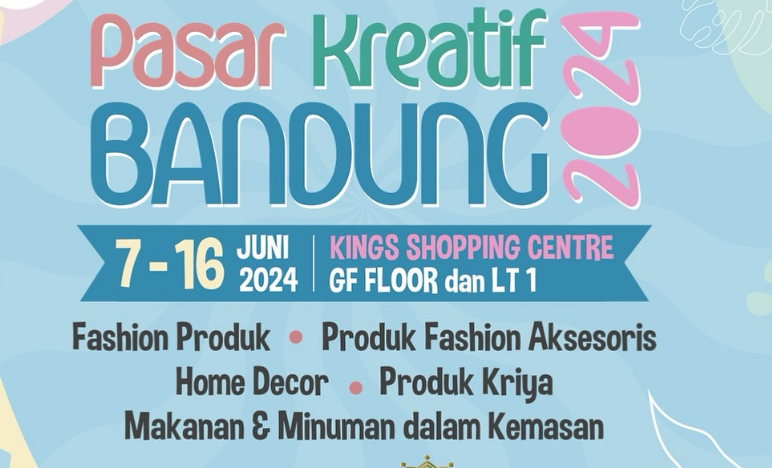 Pasar Kreatif
BANDUNG
2024
7 - 16 JUNI 2024
KINGS SHOPPING CENTRE
GF FLOOR dan LT 1
Fashion Produk • Produk Fashion Aksesoris
Home Decor • Produk Kriya
Makanan & Minuman dalam Kemasan